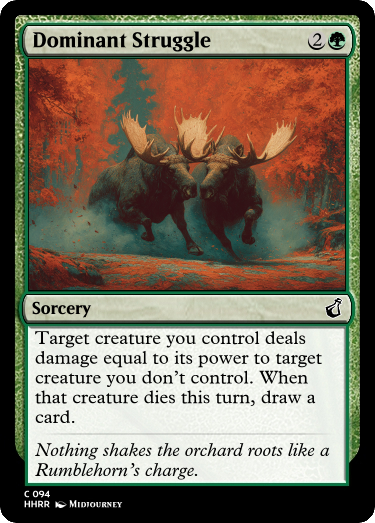 Dominant Struggle 2
Sorcery
Target creature you control deals
damage equal to its power to target
creature you don't control. When
that creature dies this turn, draw a
card.
Nothing shakes the orchard roots like a
Rumblehorn's charge.
C 094
HHRR Midjourney